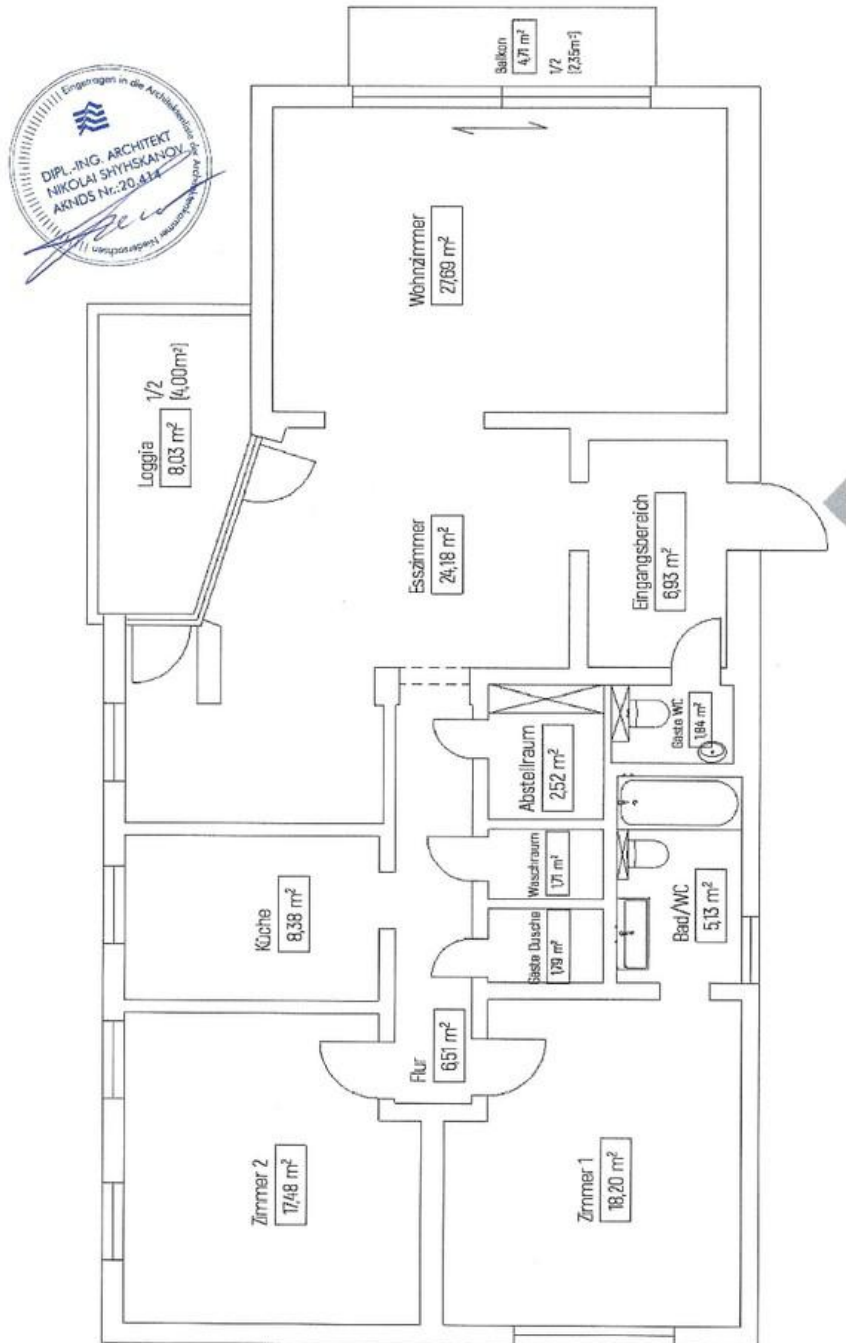 Eingetragen in die Architektenliste der Architektenkammer Niedersachsen
DIPL.-ING. ARCHITEKT
NIKOLAI SHYHSKANOV
AKNDS Nr.:20.414
Balkon
4,71 m²
1/2
[2,35m²]
Loggia
8,03 m²
1/2
[4,00m²]
Wohnzimmer
27,69 m²
Esszimmer
24,18 m²
Eingangsbereich
6,93 m²
Gäste WC
1,84 m²
Abstellraum
2,52 m²
Waschraum
1,71 m²
Gäste Dusche
1,79 m²
Bad/WC
5,13 m²
Küche
8,38 m²
Flur
6,51 m²
Zimmer 2
17,48 m²
Zimmer 1
18,20 m²